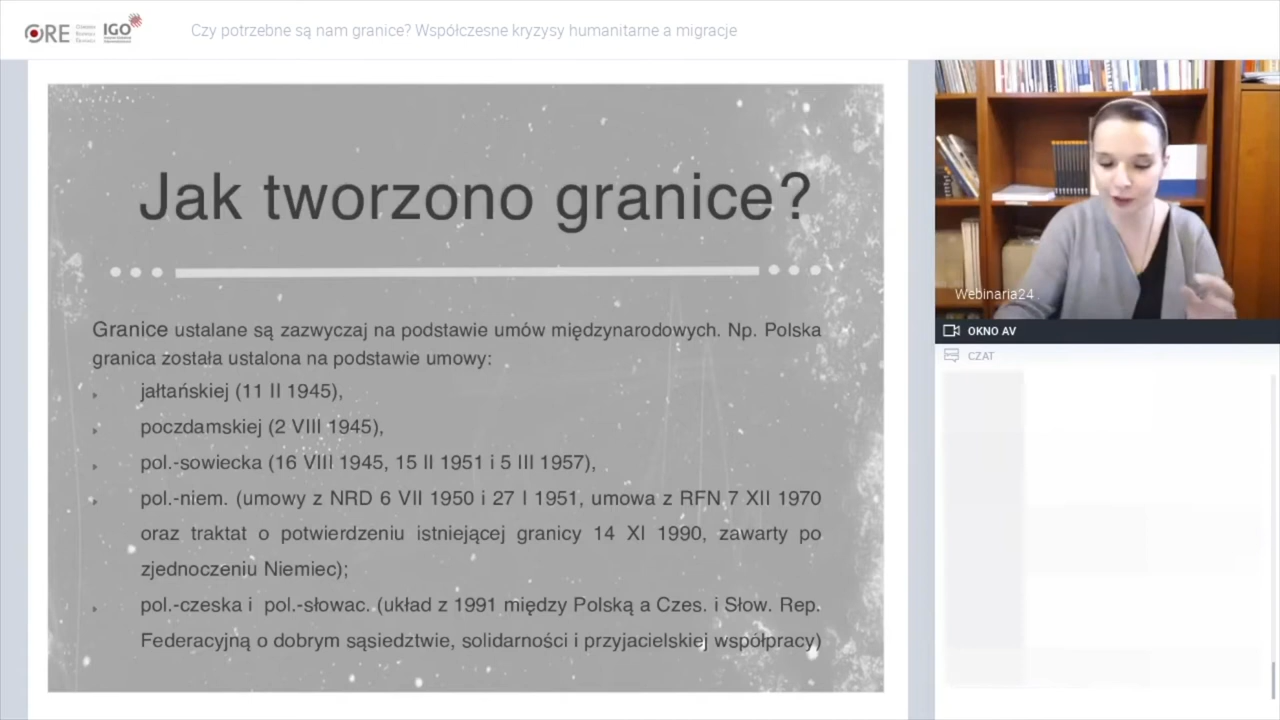 ORE
IGO
Czy potrzebne są nam granice? Współczesne kryzysy humanitarne a migracje
Jak tworzono granice?
Granice ustalane są zazwyczaj na podstawie umów międzynarodowych. Np. Polska
granica została ustalona na podstawie umowy:
jałtańskiej (11 II 1945),
poczdamskiej (2 VIII 1945),
pol.-sowiecka (16 VIII 1945, 15 II 1951 i 5 III 1957),
pol.-niem. (umowy z NRD 6 VII 1950 i 27 I 1951, umowa z RFN 7 XII 1970
oraz traktat o potwierdzeniu istniejącej granicy 14 XI 1990, zawarty po
zjednoczeniu Niemiec);
pol.-czeska i pol.-słowac. (układ z 1991 między Polską a Czes. i Słow. Rep.
Federacyjną o dobrym sąsiedztwie, solidarności i przyjacielskiej współpracy)
Webinaria24
OKNO AV
CZAT